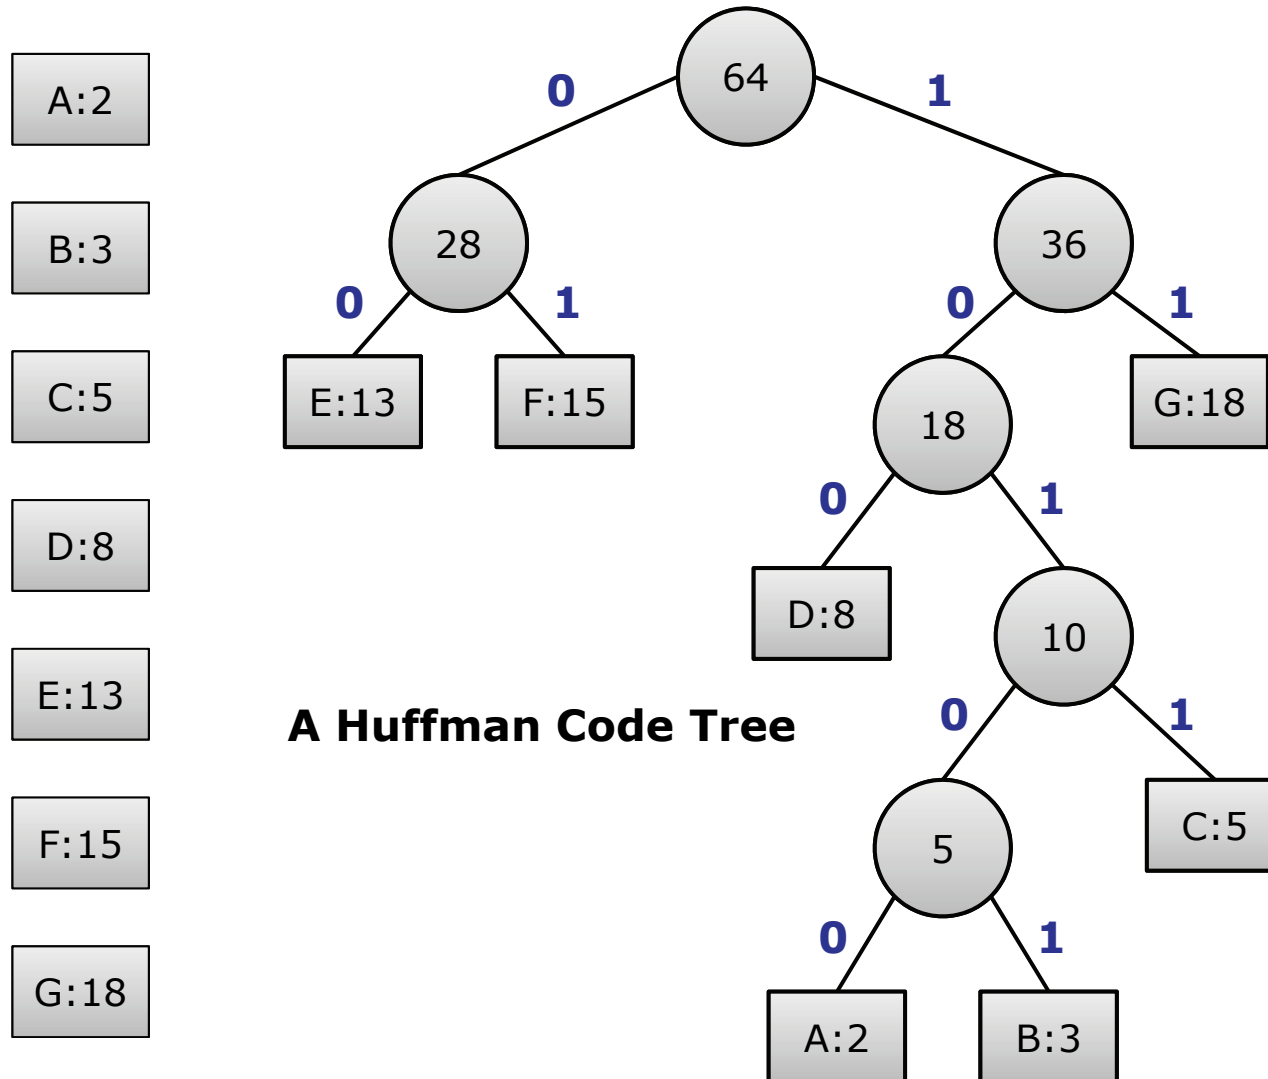 A:2
B:3
C:5
D:8
E:13
F:15
G:18
64
0 1
28 36
0 1 0 1
E:13 F:15 18 G:18
0 1
D:8 10
A Huffman Code Tree
0 1
5 C:5
0 1
A:2 B:3